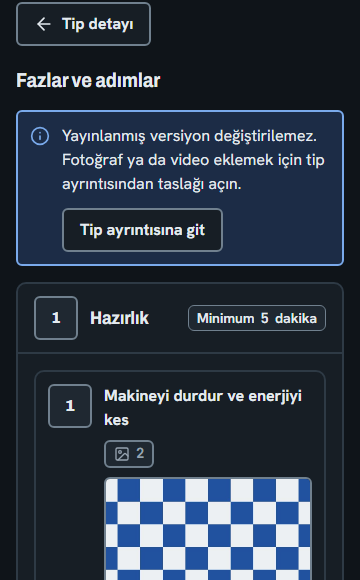 Tip detayı
Fazlar ve adımlar
Yayınlanmış versiyon değiştirilemez.
Fotoğraf ya da video eklemek için tip
ayrıntısından taslağı açın.
Tip ayrıntısına git
1 Hazırlık Minimum 5 dakika
1 Makineyi durdur ve enerjiyi
kes
2